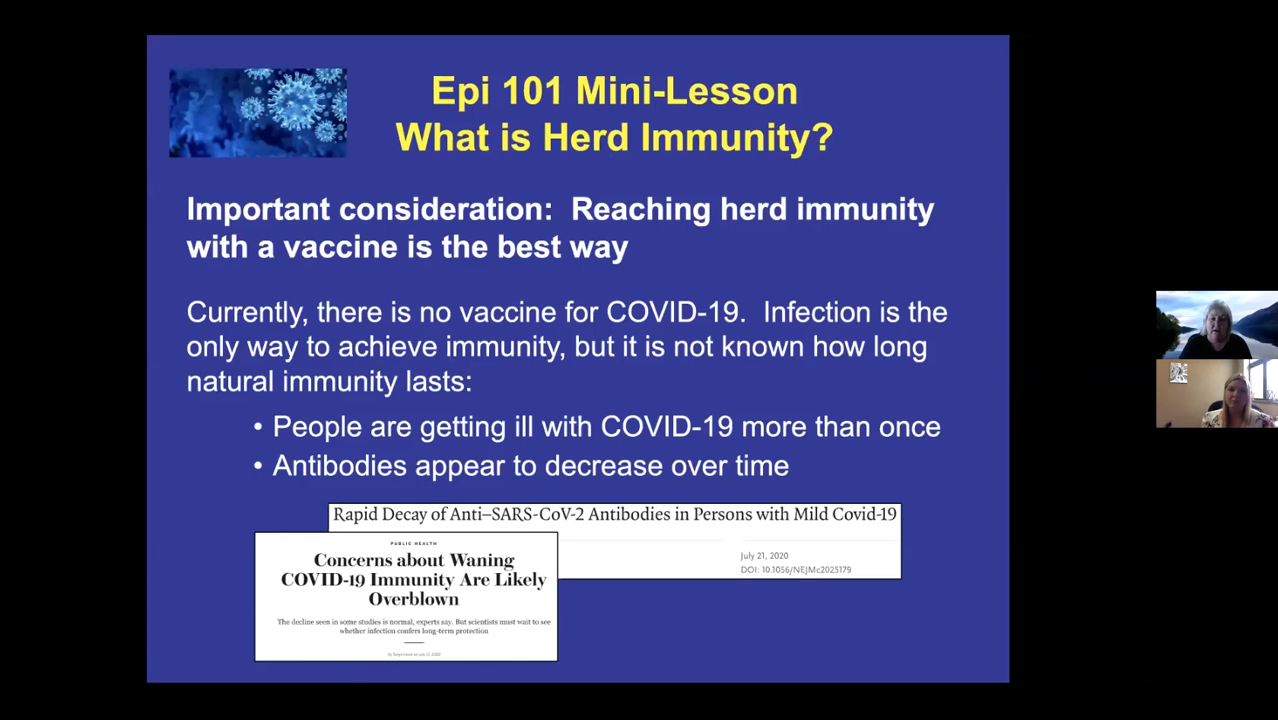 Epi 101 Mini-Lesson
What is Herd Immunity?
Important consideration: Reaching herd immunity
with a vaccine is the best way
Currently, there is no vaccine for COVID-19. Infection is the
only way to achieve immunity, but it is not known how long
natural immunity lasts:
• People are getting ill with COVID-19 more than once
• Antibodies appear to decrease over time
Rapid Decay of Anti–SARS-CoV-2 Antibodies in Persons with Mild Covid-19
July 21, 2020
DOI: 10.1056/NEJMc2025179
PUBLIC HEALTH
Concerns about Waning
COVID-19 Immunity Are Likely
Overblown
The decline seen in some studies is normal, experts say. But scientists must wait to see
whether infection confers long-term protection